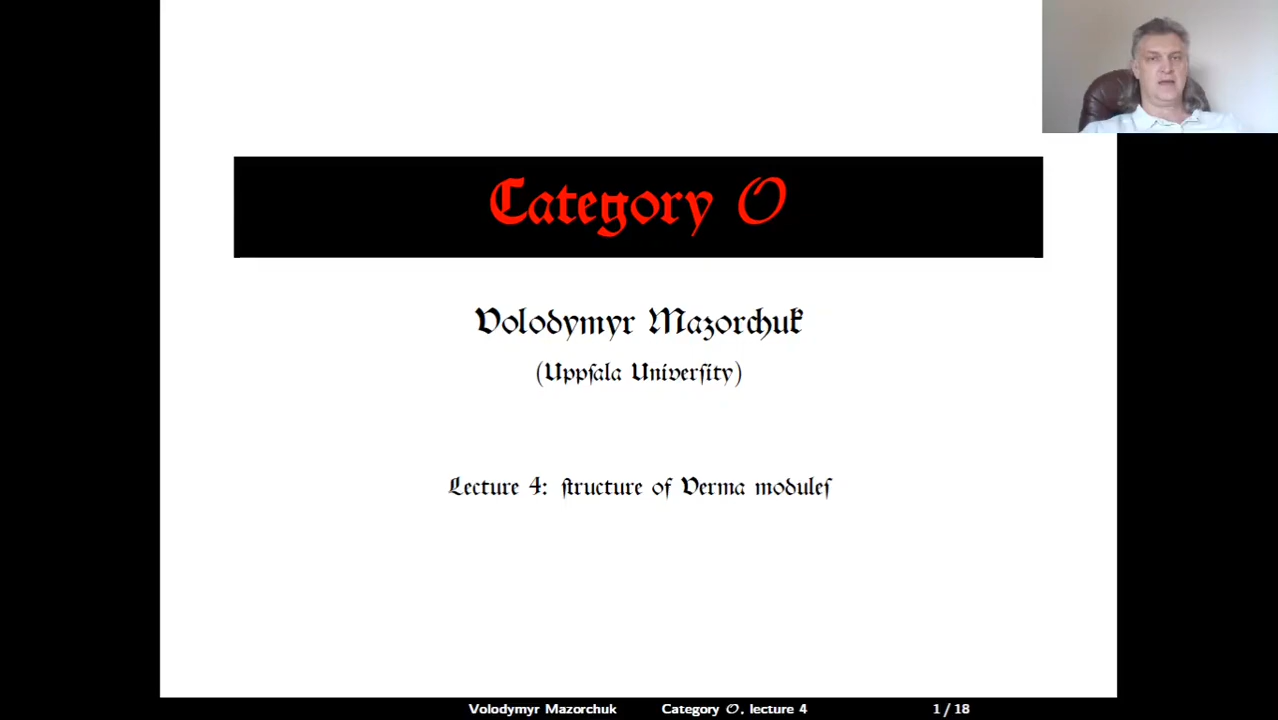 Category 𝒪
Volodymyr Mazorchuk
(Uppſala Univerſity)
Lecture 4: ſtructure of Verma moduleſ
Volodymyr Mazorchuk Category 𝒪, lecture 4 1 / 18